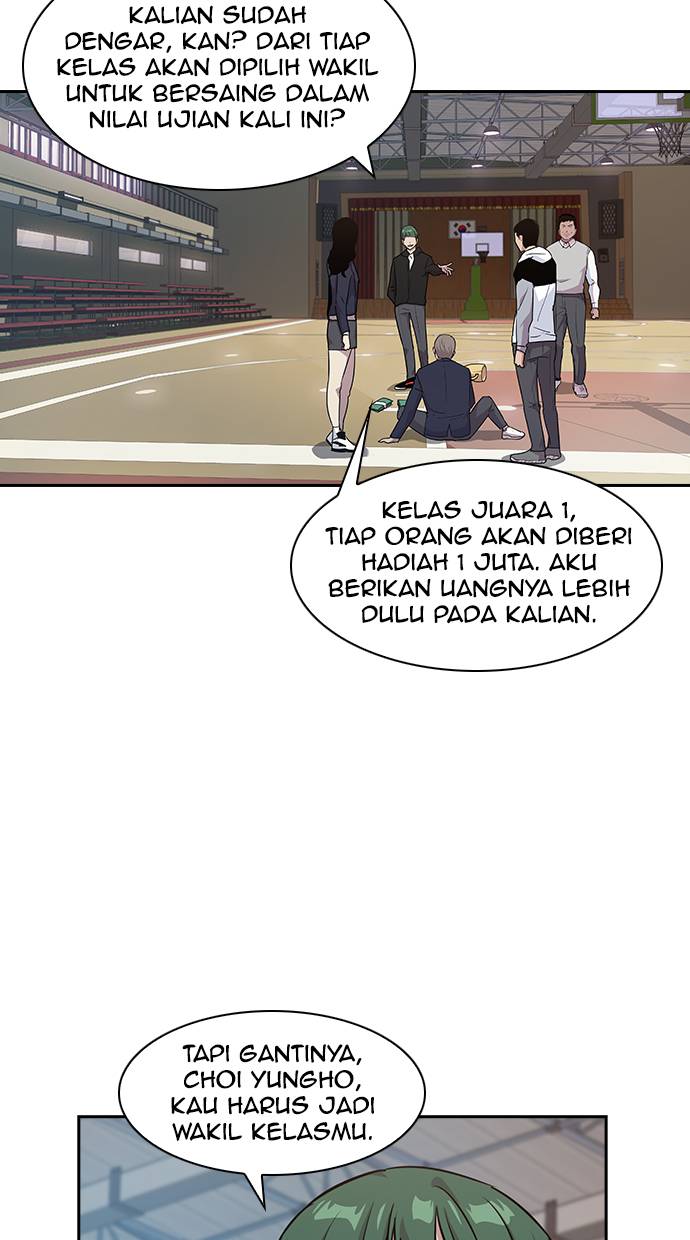 KALIAN SUDAH
DENGAR, KAN? DARI TIAP
KELAS AKAN DIPILIH WAKIL
UNTUK BERSAING DALAM
NILAI UJIAN KALI INI?
KELAS JUARA 1,
TIAP ORANG AKAN DIBERI
HADIAH 1 JUTA. AKU
BERIKAN UANGNYA LEBIH
DULU PADA KALIAN.
TAPI GANTINYA,
CHOI YUNGHO,
KAU HARUS JADI
WAKIL KELASMU.